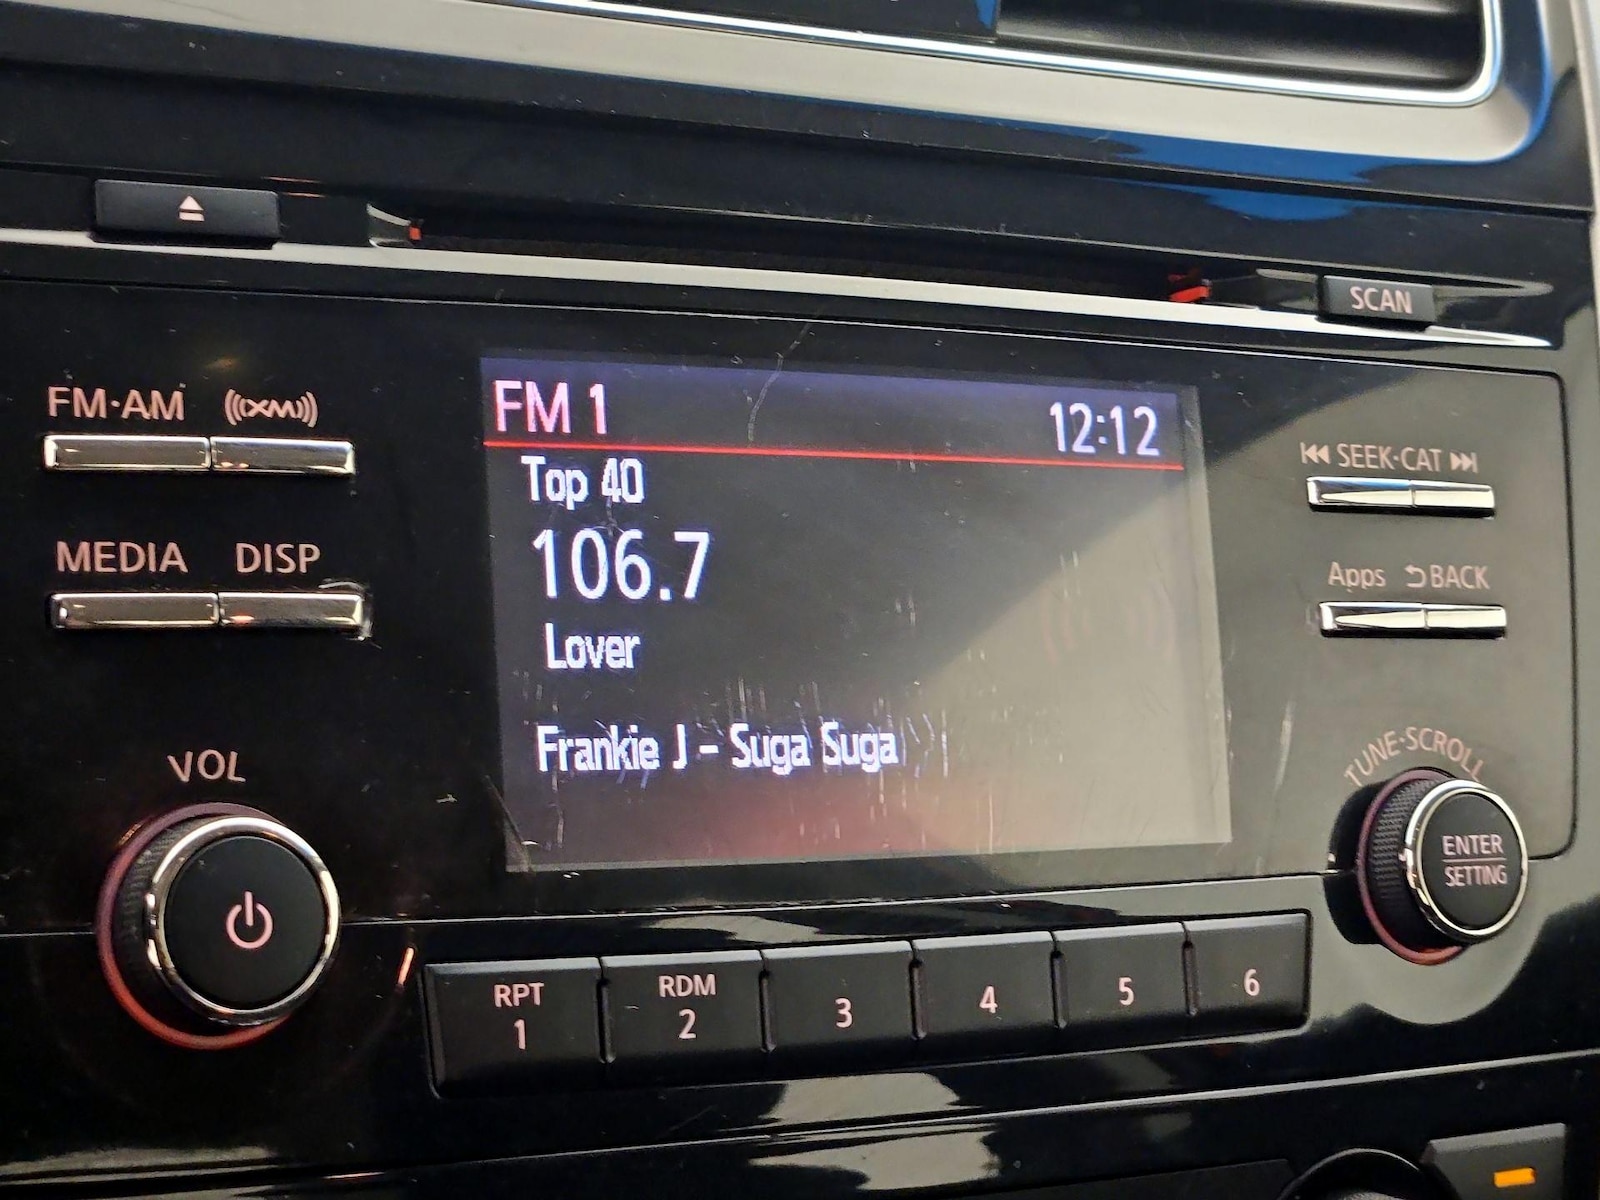 SCAN
FM·AM (((XM)))
FM 1 12:12
SEEK·CAT
Top 40
106.7
MEDIA DISP
Apps BACK
Lover
Frankie J - Suga Suga
VOL
TUNE·SCROLL
ENTER
SETTING
RPT
1
RDM
2
3
4
5
6